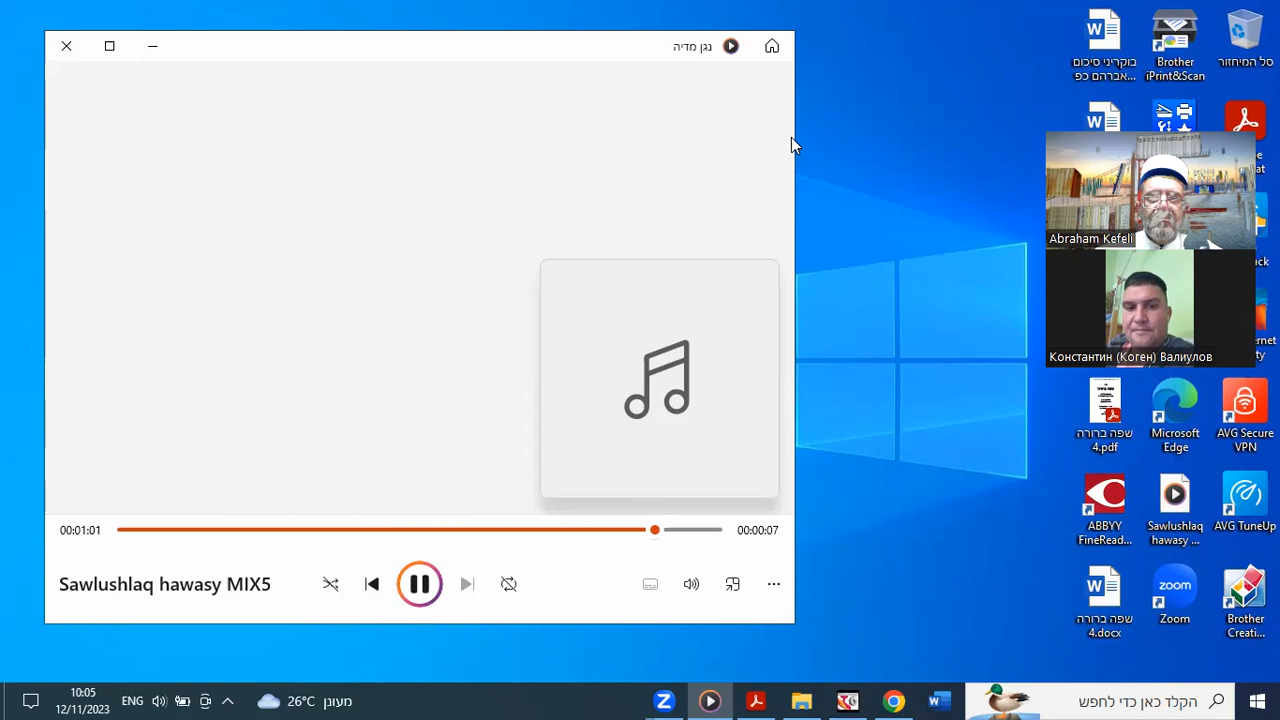 נגן מדיה
00:01:01
00:00:07
Sawlushlaq hawasy MIX5
בוקריני סיכום
אברהם כפ...
Brother
iPrint&Scan
סל המיחזור
Abraham Kefeli
Константин (Коген) Валиулов
שפה ברורה
4.pdf
Microsoft
Edge
AVG Secure
VPN
ABBYY
FineRead...
Sawlushlaq
hawasy ...
AVG TuneUp
שפה ברורה
4.docx
zoom
Zoom
Brother
Creati...
10:05
12/11/2023
ENG
26°C
מעונן
הקלד כאן כדי לחפש